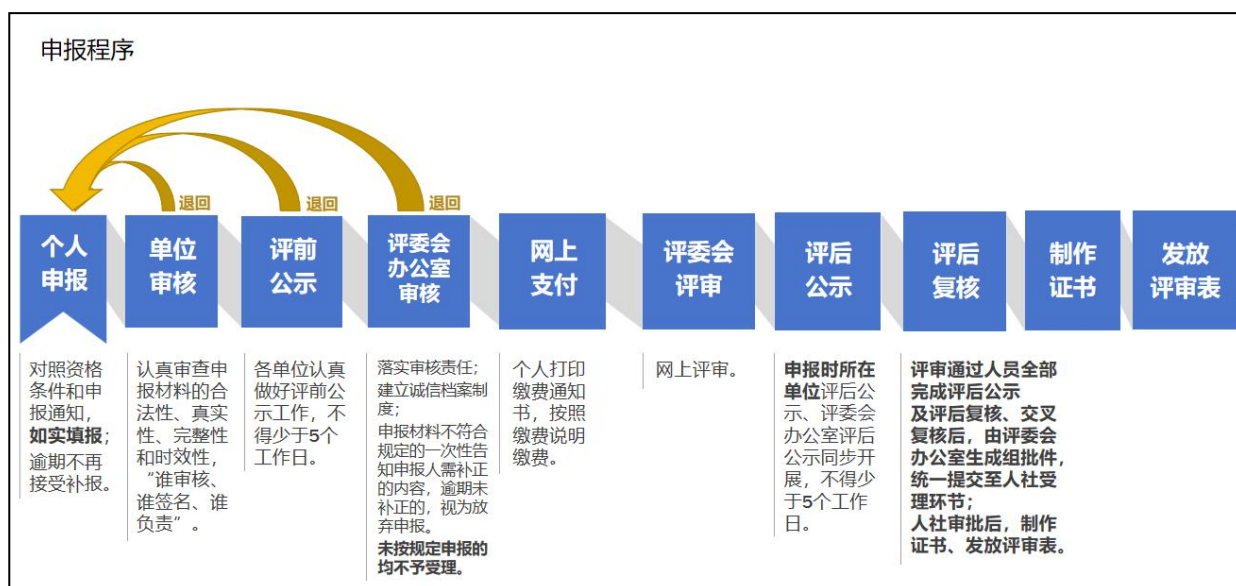 申报程序
退回
退回
退回
个人
申报
单位
审核
评前
公示
评委会
办公室
审核
网上
支付
评委会
评审
评后
公示
评后
复核
制作
证书
发放
评审表
对照资格
条件和申
报通知，
如实填报；
逾期不再
接受补报。
认真审查申
报材料的合
法性、真实
性、完整性
和时效性，
“谁审核、
谁签名、谁
负责”。
各单位认真
做好评前公
示工作，不
得少于5个
工作日。
落实审核责任；
建立诚信档案制
度；
申报材料不符合
规定的一次性告
知申报人需补正
的内容，逾期未
补正的，视为放
弃申报。
未按规定申报的
均不予受理。
个人打印
缴费通知
书，按照
缴费说明
缴费。
网上评审。
申报时所在
单位评后公
示、评委会
办公室评后
公示同步开
展，不得少
于5个工作
日。
评审通过人员全部
完成评后公示
及评后复核、交叉
复核后，由评委会
办公室生成组批件，
统一提交至人社受
理环节；
人社审批后，制作
证书、发放评审表。